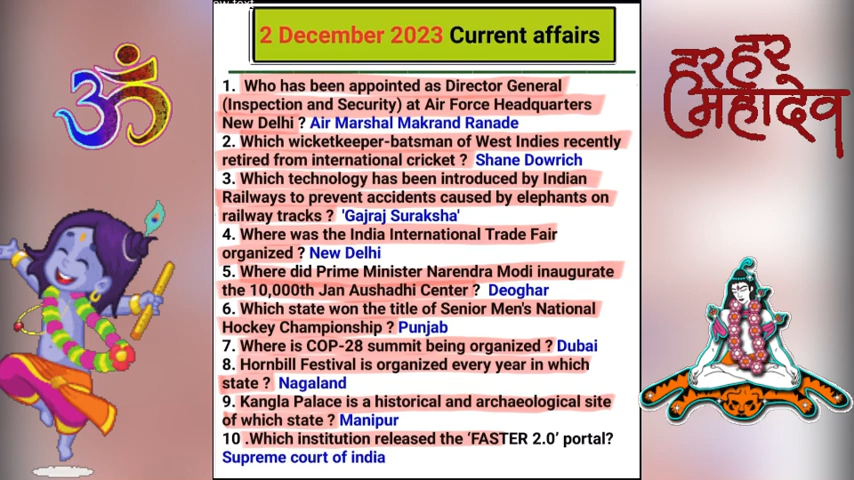 2 December 2023 Current affairs
1. Who has been appointed as Director General
(Inspection and Security) at Air Force Headquarters
New Delhi ? Air Marshal Makrand Ranade
2. Which wicketkeeper-batsman of West Indies recently
retired from international cricket ? Shane Dowrich
3. Which technology has been introduced by Indian
Railways to prevent accidents caused by elephants on
railway tracks ? 'Gajraj Suraksha'
4. Where was the India International Trade Fair
organized ? New Delhi
5. Where did Prime Minister Narendra Modi inaugurate
the 10,000th Jan Aushadhi Center ? Deoghar
6. Which state won the title of Senior Men's National
Hockey Championship ? Punjab
7. Where is COP-28 summit being organized ? Dubai
8. Hornbill Festival is organized every year in which
state ? Nagaland
9. Kangla Palace is a historical and archaeological site
of which state ? Manipur
10 .Which institution released the ‘FASTER 2.0’ portal?
Supreme court of india
ॐ
हर हर
महादेव